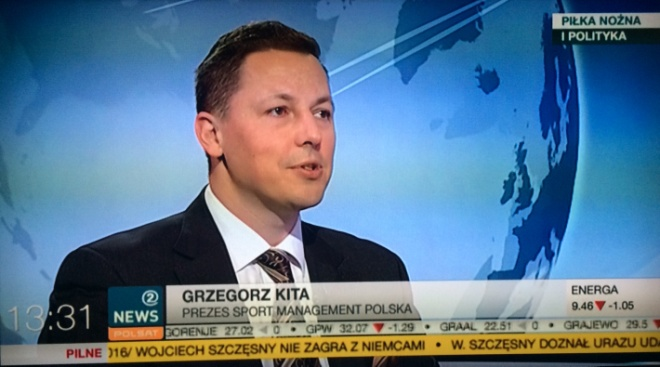 PIŁKA NOŻNA
I POLITYKA
GRZEGORZ KITA
PREZES SPORT MANAGEMENT POLSKA
ENERGA
9.46 ▼ -1.05
13:31
2
NEWS
POLSAT
GORENJE 27.02 ◄ 0 • GPW 32.07 ▼ -1.29 • GRAAL 22.51 ◄ 0 • GRAJEWO 29.5 ▼
PILNE 016/ WOJCIECH SZCZĘSNY NIE ZAGRA Z NIEMCAMI • W. SZCZĘSNY DOZNAŁ URAZU UDA